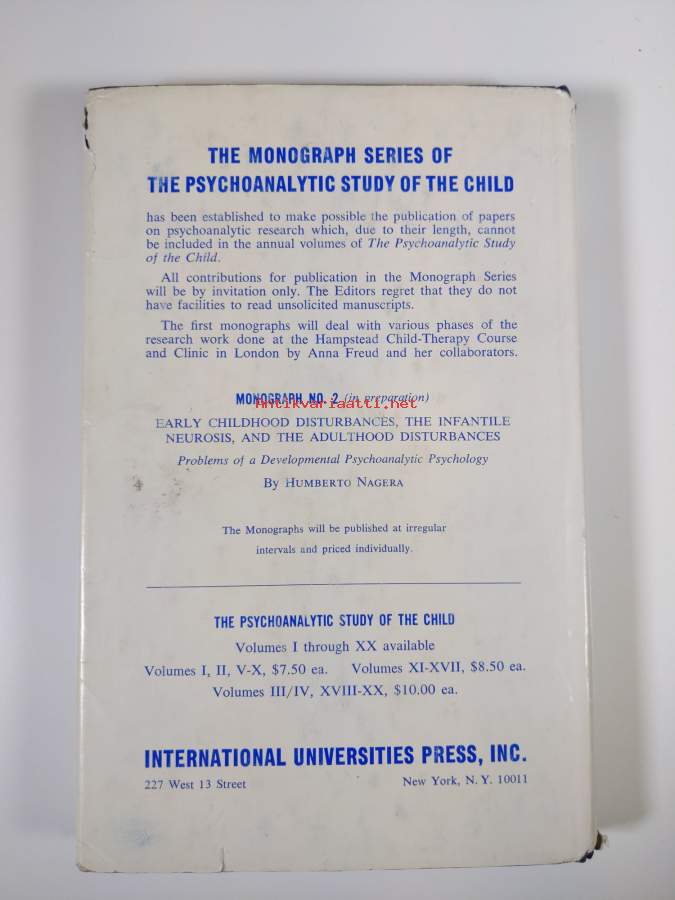 THE MONOGRAPH SERIES OF
THE PSYCHOANALYTIC STUDY OF THE CHILD
has been established to make possible the publication of papers
on psychoanalytic research which, due to their length, cannot
be included in the annual volumes of The Psychoanalytic Study
of the Child.
All contributions for publication in the Monograph Series
will be by invitation only. The Editors regret that they do not
have facilities to read unsolicited manuscripts.
The first monographs will deal with various phases of the
research work done at the Hampstead Child-Therapy Course
and Clinic in London by Anna Freud and her collaborators.
MONOGRAPH NO. 2 (in preparation)
Antikvariaatti.net
EARLY CHILDHOOD DISTURBANCES, THE INFANTILE
NEUROSIS, AND THE ADULTHOOD DISTURBANCES
Problems of a Developmental Psychoanalytic Psychology
By HUMBERTO NAGERA
The Monographs will be published at irregular
intervals and priced individually.
THE PSYCHOANALYTIC STUDY OF THE CHILD
Volumes I through XX available
Volumes I, II, V-X, $7.50 ea. Volumes XI-XVII, $8.50 ea.
Volumes III/IV, XVIII-XX, $10.00 ea.
INTERNATIONAL UNIVERSITIES PRESS, INC.
227 West 13 Street New York, N. Y. 10011